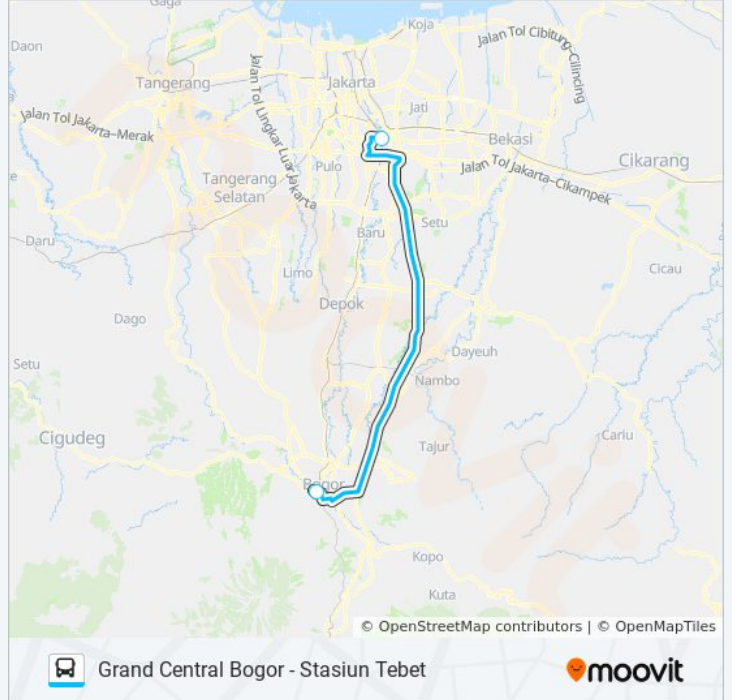 Gaga
Koja
Daon
Jalan Tol Cibitung-Cilincing
Tangerang
Jakarta
Jati
Jalan Tol Jakarta-Merak
Jalan Tol Lingkar Luar Jakarta
Bekasi
Jalan Tol Jakarta-Cikampek
Cikarang
Pulo
Tangerang
Selatan
Setu
Baru
Daru
Limo
Cicau
Depok
Dago
Dayeuh
Setu
Nambo
Cigudeg
Tajur
Cariu
Bogor
Kopo
Kuta
© OpenStreetMap contributors | © OpenMapTiles
Grand Central Bogor - Stasiun Tebet
moovit